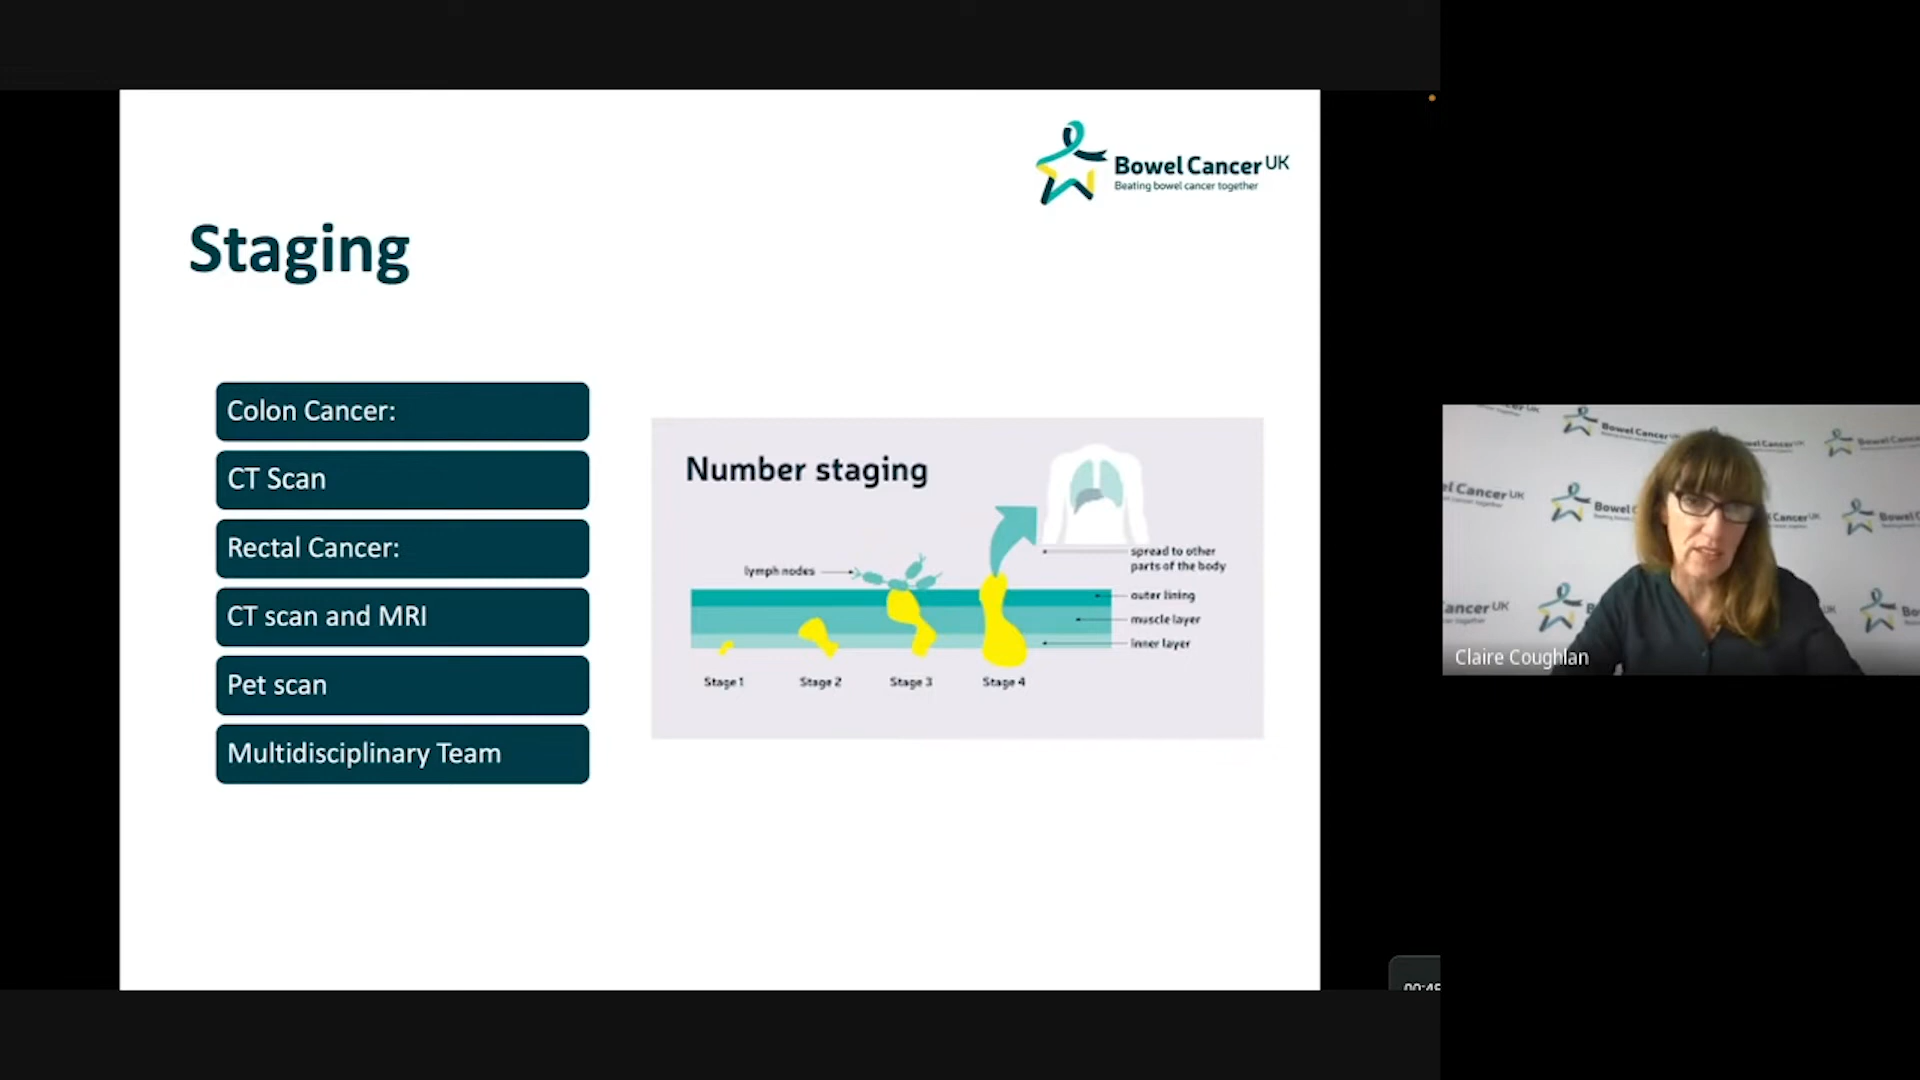 Bowel Cancer UK
Beating bowel cancer together
Staging
Colon Cancer:
CT Scan
Rectal Cancer:
CT scan and MRI
Pet scan
Multidisciplinary Team
Number staging
lymph nodes
spread to other
parts of the body
outer lining
muscle layer
inner layer
Stage 1
Stage 2
Stage 3
Stage 4
Claire Coughlan